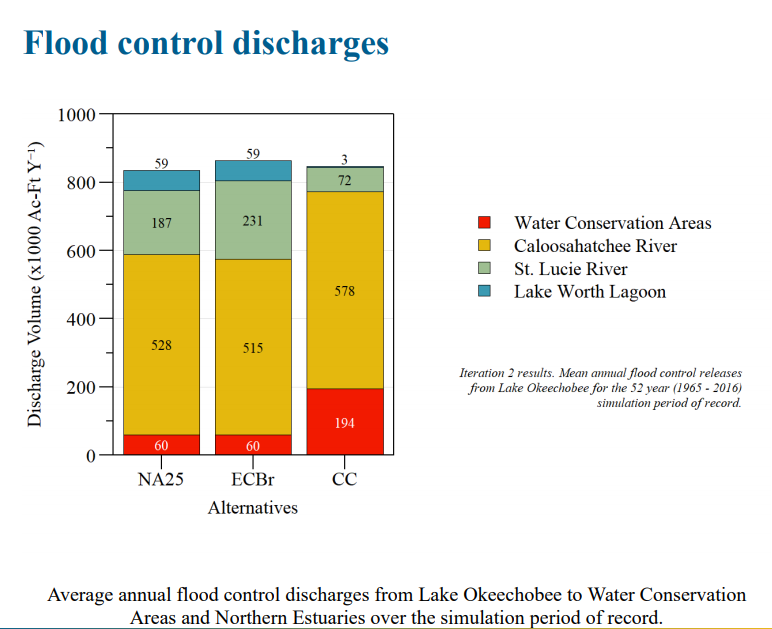 Flood control discharges
Discharge Volume (x1000 Ac-Ft Y⁻¹)
1000
800
600
400
200
0
59
187
528
60
59
231
515
60
3
72
578
194
NA25
ECBr
CC
Alternatives
Water Conservation Areas
Caloosahatchee River
St. Lucie River
Lake Worth Lagoon
Iteration 2 results. Mean annual flood control releases
from Lake Okeechobee for the 52 year (1965 - 2016)
simulation period of record.
Average annual flood control discharges from Lake Okeechobee to Water Conservation
Areas and Northern Estuaries over the simulation period of record.